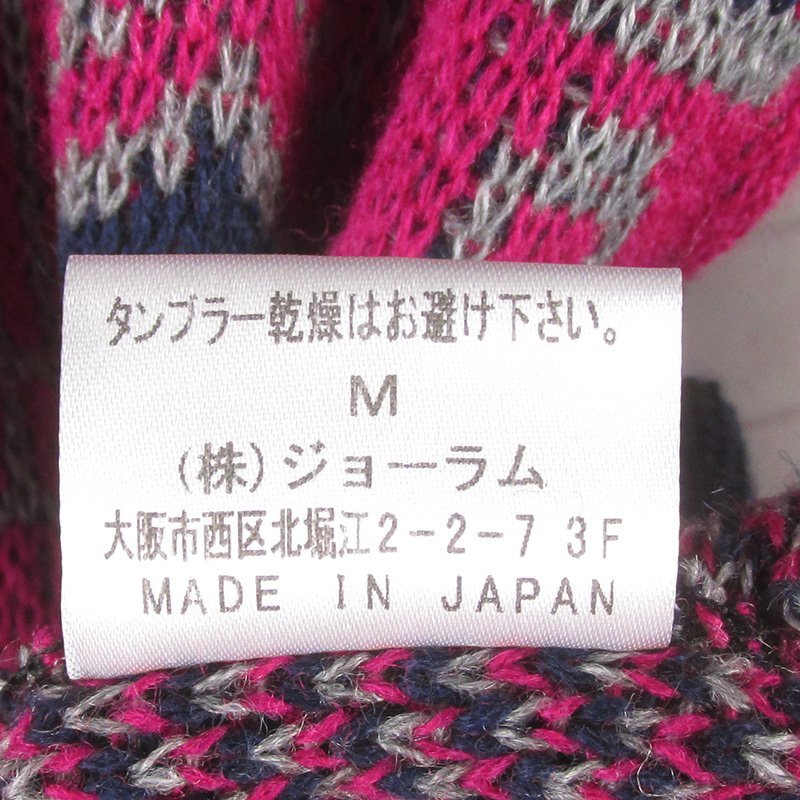 タンブラー乾燥はお避け下さい。
M
(株)ジョーラム
大阪市西区北堀江2-2-7 3F
MADE IN JAPAN